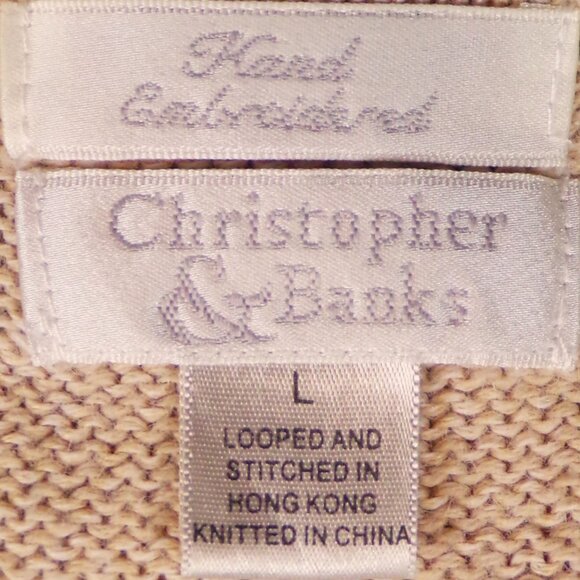 Hand
Embroidered
Christopher
& Banks
L
LOOPED AND
STITCHED IN
HONG KONG
KNITTED IN CHINA